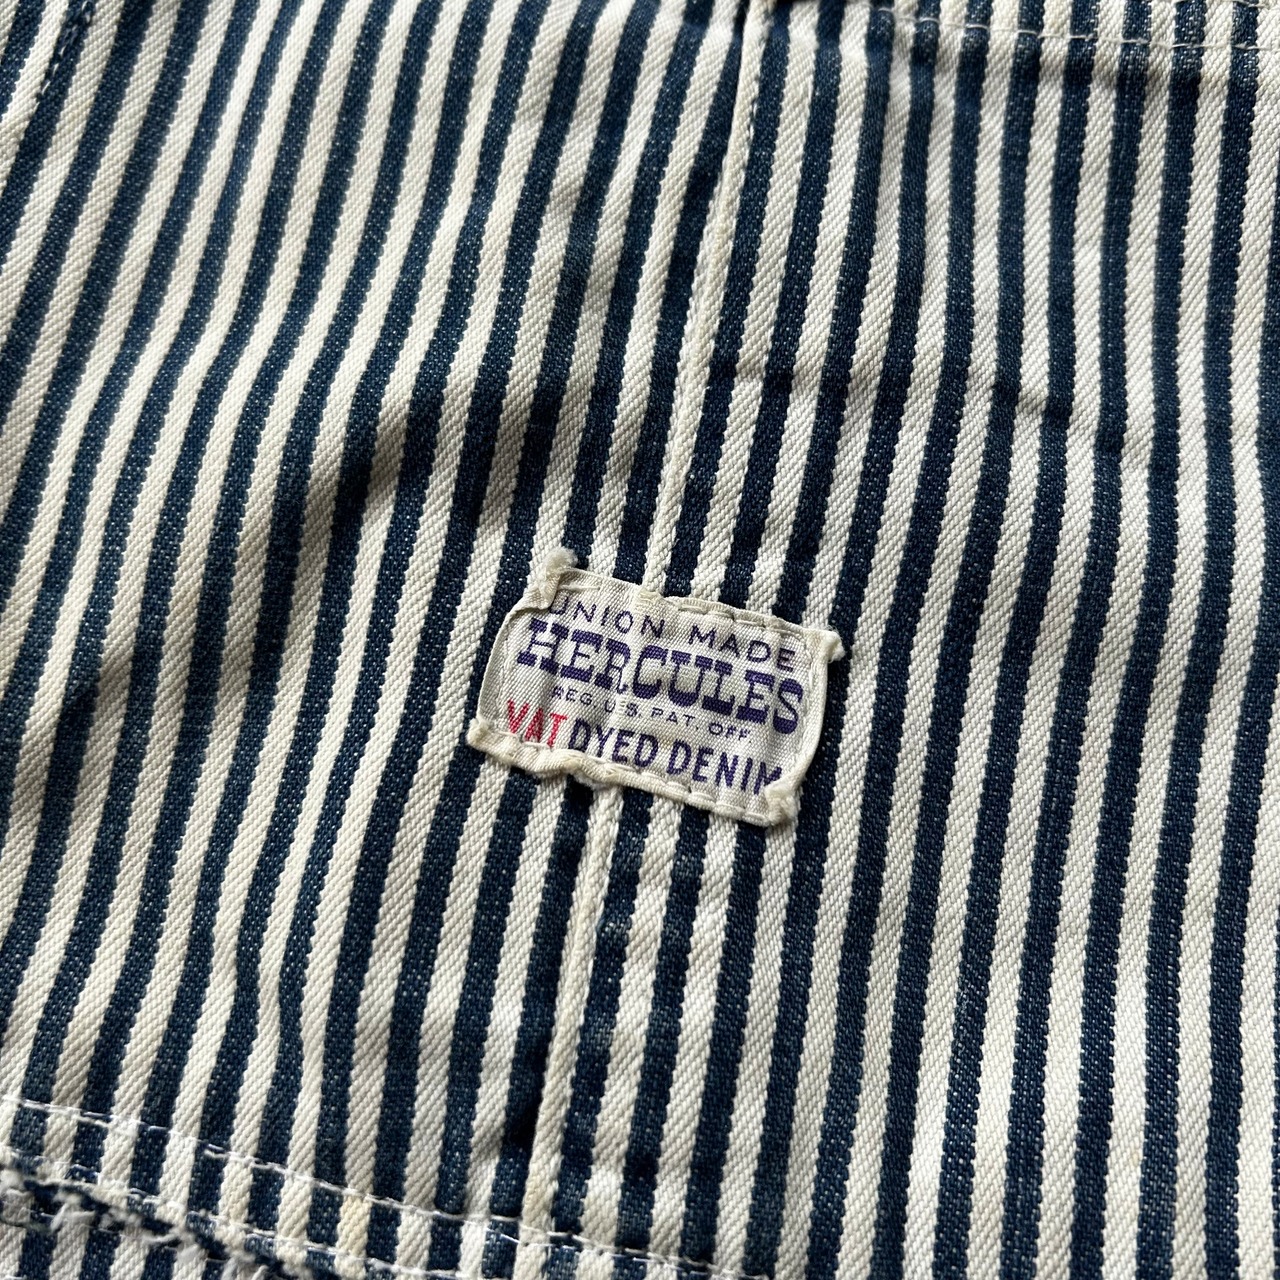 UNION MADE
HERCULES
REG. U.S. PAT. OFF.
VAT DYED DENIM